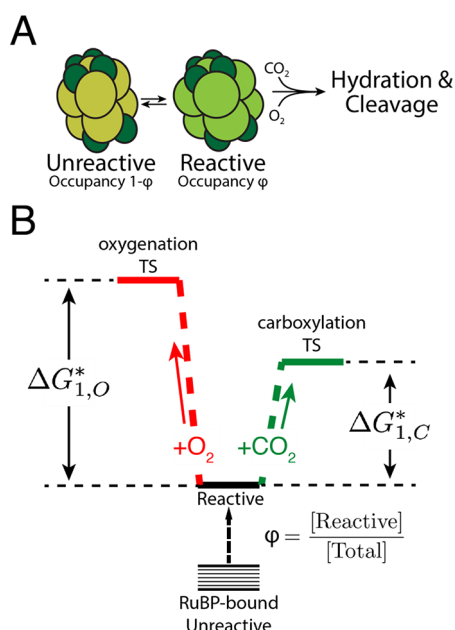 A
CO2
O2
Hydration &
Cleavage
Unreactive
Occupancy 1-φ
Reactive
Occupancy φ
B
oxygenation
TS
carboxylation
TS
ΔG*1,O
ΔG*1,C
+O2
+CO2
Reactive
φ = [Reactive]
[Total]
RuBP-bound
Unreactive